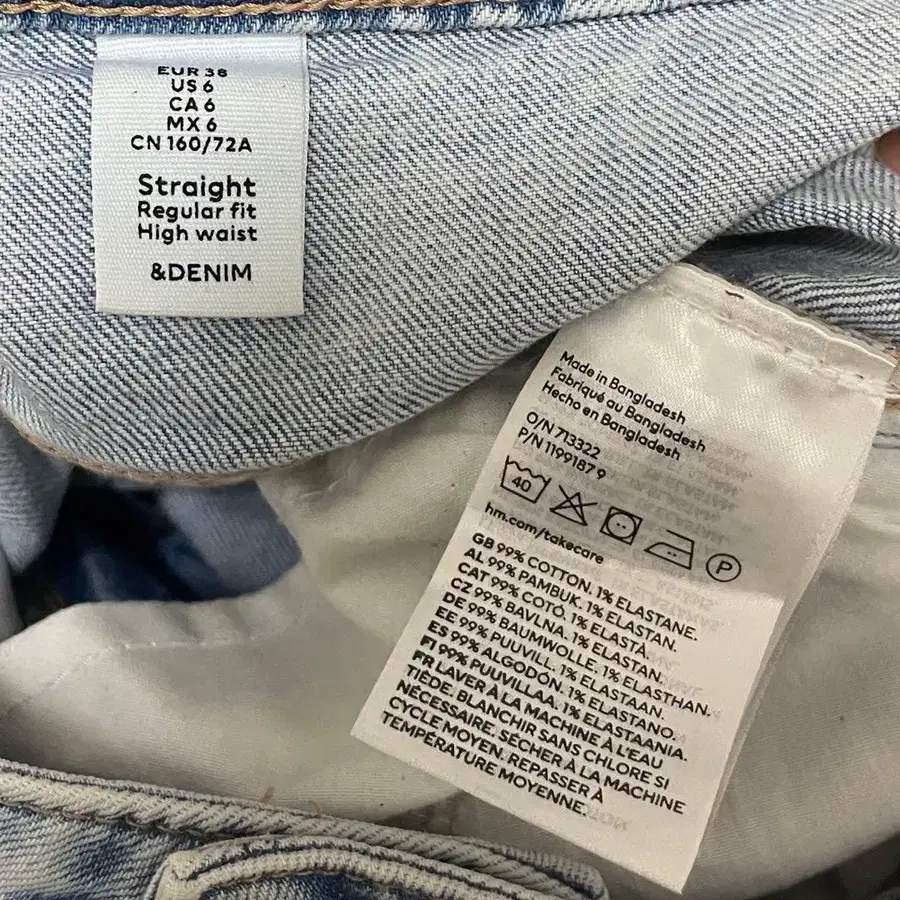 EUR 38
US 6
CA 6
MX 6
CN 160/72A
Straight
Regular fit
High waist
&DENIM
Made in Bangladesh
Fabriqué au Bangladesh
Hecho en Bangladesh
O/N 713322
P/N 1199187 9
40
P
hm.com/takecare
GB 99% COTTON. 1% ELASTANE.
AL 99% PAMBUK. 1% ELASTAN.
CAT 99% COTÓ. 1% ELASTÀ.
CZ 99% BAVLNA. 1% ELASTAN.
DE 99% BAUMWOLLE. 1% ELASTHAN.
EE 99% PUUVILL. 1% ELASTAAN.
ES 99% ALGODÓN. 1% ELASTANO.
FI 99% PUUVILLAA. 1% ELASTAANIA.
FR LAVER À LA MACHINE À L'EAU
TIÈDE. BLANCHIR SANS CHLORE SI
NÉCESSAIRE. SÉCHER À LA MACHINE
CYCLE MOYEN. REPASSER À
TEMPÉRATURE MOYENNE.